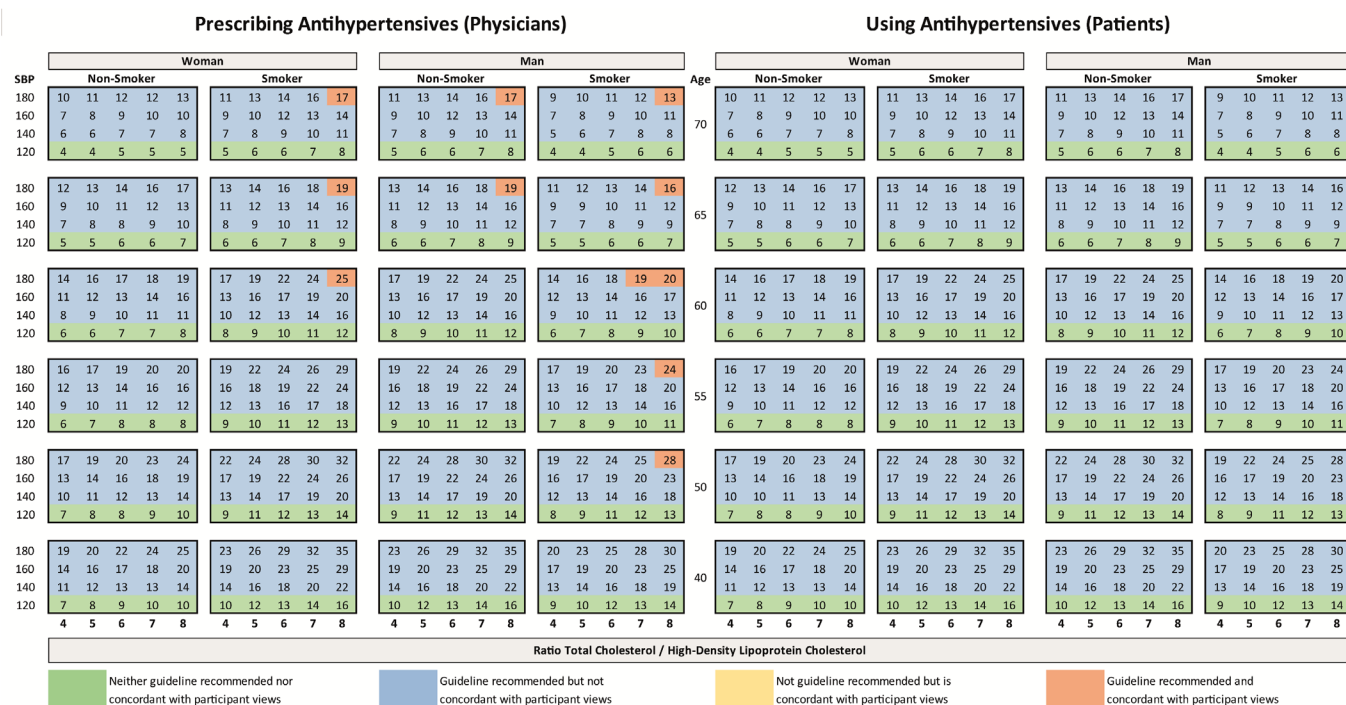 Prescribing Antihypertensives (Physicians) Using Antihypertensives (Patients)
Woman Man Woman Man
SBP Non-Smoker Smoker Non-Smoker Smoker Age Non-Smoker Smoker Non-Smoker Smoker
180 10 11 12 12 13 11 13 14 16 17 11 13 14 16 17 9 10 11 12 13 10 11 12 12 13 11 13 14 16 17 11 13 14 16 17 9 10 11 12 13
160 7 8 9 10 10 9 10 12 13 14 9 10 12 13 14 7 8 9 10 11 7 8 9 10 10 9 10 12 13 14 9 10 12 13 14 7 8 9 10 11
70
140 6 6 7 7 8 7 8 9 10 11 7 8 9 10 11 5 6 7 8 8 6 6 7 7 8 7 8 9 10 11 7 8 9 10 11 5 6 7 8 8
120 4 4 5 5 5 5 6 6 7 8 5 6 6 7 8 4 4 5 6 6 4 4 5 5 5 5 6 6 7 8 5 6 6 7 8 4 4 5 6 6
180 12 13 14 16 17 13 14 16 18 19 13 14 16 18 19 11 12 13 14 16 12 13 14 16 17 13 14 16 18 19 13 14 16 18 19 11 12 13 14 16
160 9 10 11 12 13 11 12 13 14 16 11 12 13 14 16 9 9 10 11 12 9 10 11 12 13 11 12 13 14 16 11 12 13 14 16 9 9 10 11 12
65
140 7 8 8 9 10 8 9 10 11 12 8 9 10 11 12 7 7 8 9 9 7 8 8 9 10 8 9 10 11 12 8 9 10 11 12 7 7 8 9 9
120 5 5 6 6 7 6 6 7 8 9 6 6 7 8 9 5 5 6 6 7 5 5 6 6 7 6 6 7 8 9 6 6 7 8 9 5 5 6 6 7
180 14 16 17 18 19 17 19 22 24 25 17 19 22 24 25 14 16 18 19 20 14 16 17 18 19 17 19 22 24 25 17 19 22 24 25 14 16 18 19 20
160 11 12 13 14 16 13 16 17 19 20 13 16 17 19 20 12 13 14 16 17 11 12 13 14 16 13 16 17 19 20 13 16 17 19 20 12 13 14 16 17
60
140 8 9 10 11 11 10 12 13 14 16 10 12 13 14 16 9 10 11 12 13 8 9 10 11 11 10 12 13 14 16 10 12 13 14 16 9 10 11 12 13
120 6 6 7 7 8 8 9 10 11 12 8 9 10 11 12 6 7 8 9 10 6 6 7 7 8 8 9 10 11 12 8 9 10 11 12 6 7 8 9 10
180 16 17 19 20 20 19 22 24 26 29 19 22 24 26 29 17 19 20 23 24 16 17 19 20 20 19 22 24 26 29 19 22 24 26 29 17 19 20 23 24
160 12 13 14 16 16 16 18 19 22 24 16 18 19 22 24 13 16 17 18 20 12 13 14 16 16 16 18 19 22 24 16 18 19 22 24 13 16 17 18 20
55
140 9 10 11 12 12 12 13 16 17 18 12 13 16 17 18 10 12 13 14 16 9 10 11 12 12 12 13 16 17 18 12 13 16 17 18 10 12 13 14 16
120 6 7 8 8 8 9 10 11 12 13 9 10 11 12 13 7 8 9 10 11 6 7 8 8 8 9 10 11 12 13 9 10 11 12 13 7 8 9 10 11
180 17 19 20 23 24 22 24 28 30 32 22 24 28 30 32 19 22 24 25 28 17 19 20 23 24 22 24 28 30 32 22 24 28 30 32 19 22 24 25 28
160 13 14 16 18 19 17 19 22 24 26 17 19 22 24 26 16 17 19 20 23 13 14 16 18 19 17 19 22 24 26 17 19 22 24 26 16 17 19 20 23
50
140 10 11 12 13 14 13 14 17 19 20 13 14 17 19 20 12 13 14 16 18 10 10 11 13 14 13 14 17 19 20 13 14 17 19 20 12 13 14 16 18
120 7 8 8 9 10 9 11 12 13 14 9 11 12 13 14 8 9 11 12 13 7 8 8 9 10 9 11 12 13 14 9 11 12 13 14 8 9 11 12 13
180 19 20 22 24 25 23 26 29 32 35 23 26 29 32 35 20 23 25 28 30 19 20 22 24 25 23 26 29 32 35 23 26 29 32 35 20 23 25 28 30
160 14 16 17 18 20 19 20 23 25 29 19 20 23 25 29 17 19 20 23 25 14 16 17 18 20 19 20 23 25 29 19 20 23 25 29 17 19 20 23 25
40
140 11 12 13 13 14 14 16 18 20 22 14 16 18 20 22 13 14 16 18 19 11 12 13 13 14 14 16 18 20 22 14 16 18 20 22 13 14 16 18 19
120 7 8 9 10 10 10 12 13 14 16 10 12 13 14 16 9 10 12 13 14 7 8 9 10 10 10 12 13 14 16 10 12 13 14 16 9 10 12 13 14
4 5 6 7 8 4 5 6 7 8 4 5 6 7 8 4 5 6 7 8 4 5 6 7 8 4 5 6 7 8 4 5 6 7 8 4 5 6 7 8
Ratio Total Cholesterol / High-Density Lipoprotein Cholesterol
Neither guideline recommended nor
concordant with participant views
Guideline recommended but not
concordant with participant views
Not guideline recommended but is
concordant with participant views
Guideline recommended and
concordant with participant views